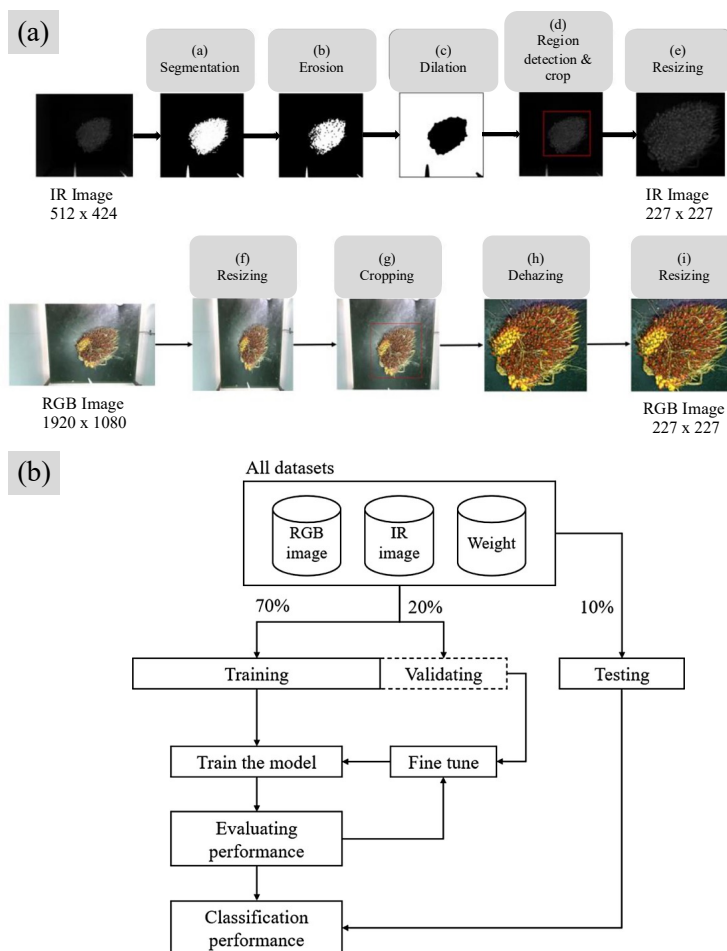 (a)
(a)
Segmentation
(b)
Erosion
(c)
Dilation
(d)
Region
detection &
crop
(e)
Resizing
IR Image
512 x 424
IR Image
227 x 227
(f)
Resizing
(g)
Cropping
(h)
Dehazing
(i)
Resizing
RGB Image
1920 x 1080
RGB Image
227 x 227
(b)
All datasets
RGB
image
IR
image
Weight
70%
20%
10%
Training
Validating
Testing
Train the model
Fine tune
Evaluating
performance
Classification
performance